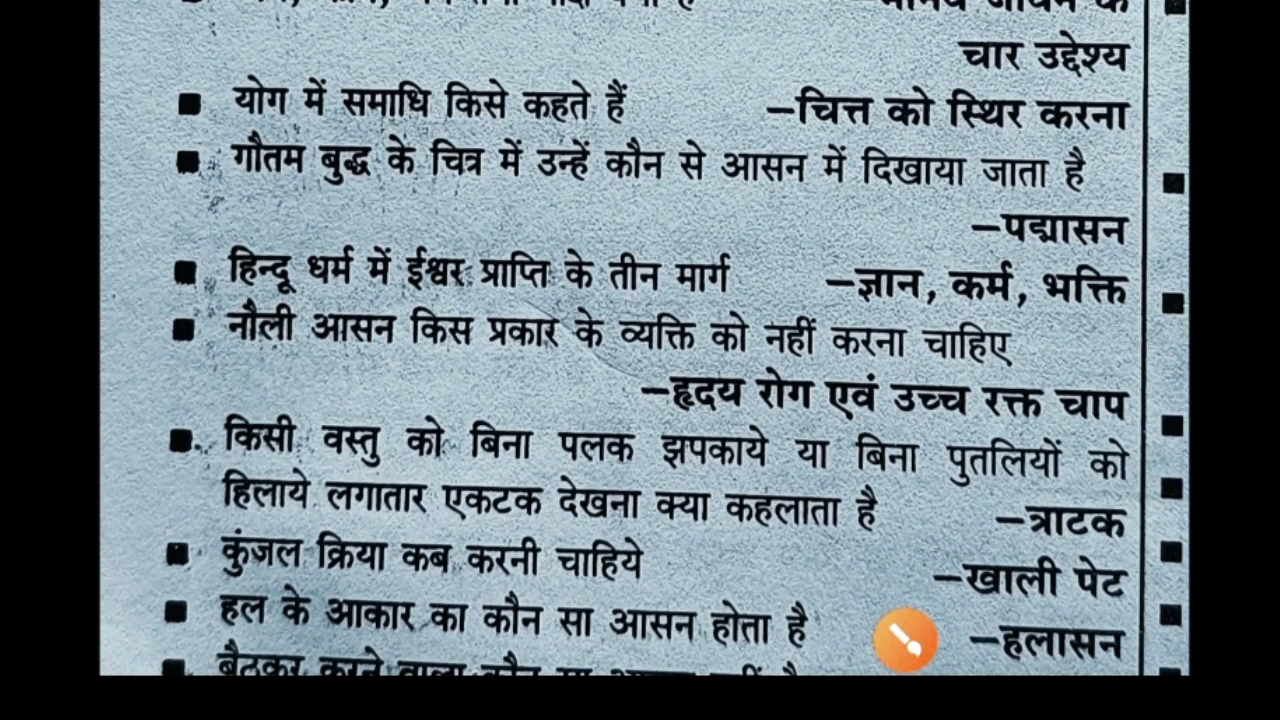 चार उद्देश्य
■ योग में समाधि किसे कहते हैं –चित्त को स्थिर करना
■ गौतम बुद्ध के चित्र में उन्हें कौन से आसन में दिखाया जाता है
–पद्मासन
■ हिन्दू धर्म में ईश्वर प्राप्ति के तीन मार्ग –ज्ञान, कर्म, भक्ति
■ नौली आसन किस प्रकार के व्यक्ति को नहीं करना चाहिए
–हृदय रोग एवं उच्च रक्त चाप
■ किसी वस्तु को बिना पलक झपकाये या बिना पुतलियों को
हिलाये लगातार एकटक देखना क्या कहलाता है –त्राटक
■ कुंजल क्रिया कब करनी चाहिये –खाली पेट
■ हल के आकार का कौन सा आसन होता है –हलासन